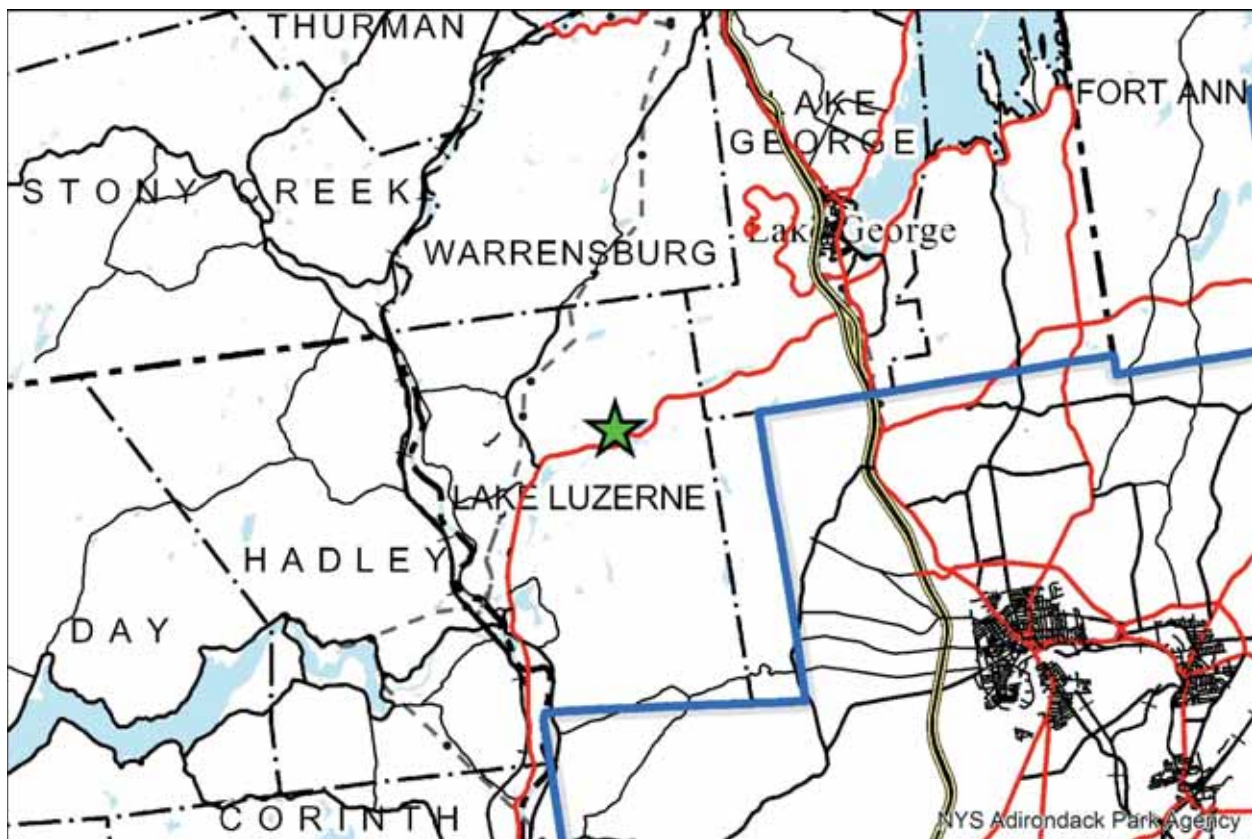 THURMAN
LAKE
GEORGE
FORT ANN
STONY CREEK
Lake George
WARRENSBURG
LAKE LUZERNE
HADLEY
DAY
CORINTH
NYS Adirondack Park Agency